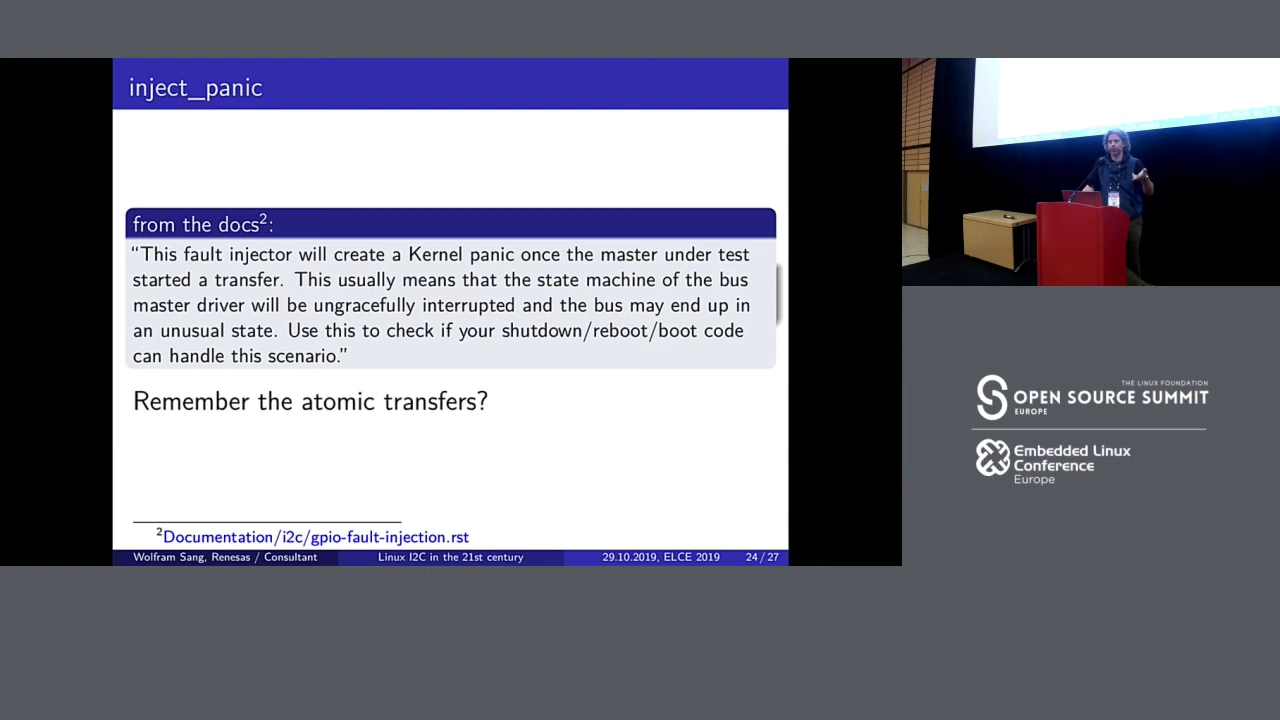 inject_panic
from the docs2:
“This fault injector will create a Kernel panic once the master under test
started a transfer. This usually means that the state machine of the bus
master driver will be ungracefully interrupted and the bus may end up in
an unusual state. Use this to check if your shutdown/reboot/boot code
can handle this scenario.”
Remember the atomic transfers?
2Documentation/i2c/gpio-fault-injection.rst
Wolfram Sang, Renesas / Consultant Linux I2C in the 21st century 29.10.2019, ELCE 2019 24 / 27
THE LINUX FOUNDATION
OPEN SOURCE SUMMIT
EUROPE
Embedded Linux
Conference
Europe